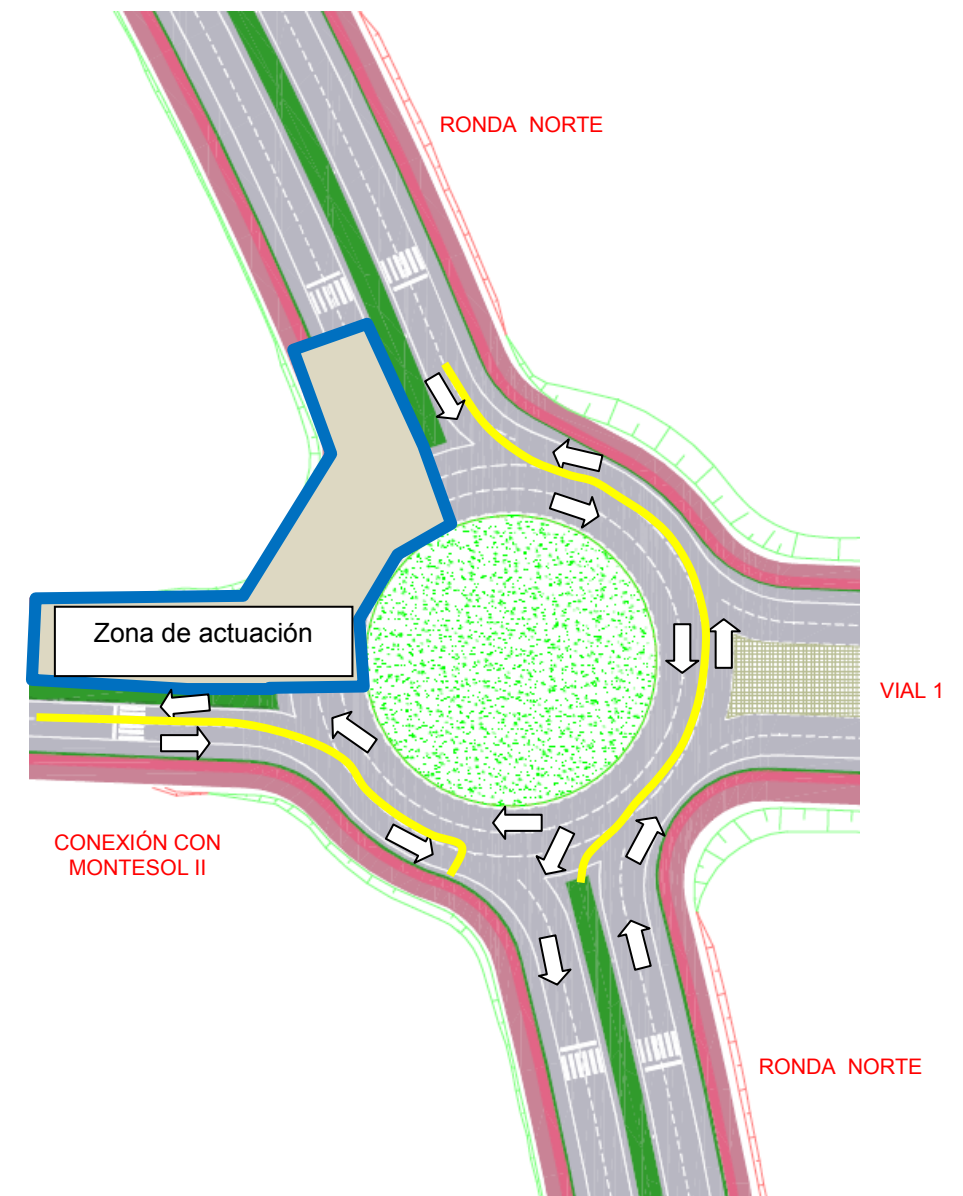 RONDA NORTE
Zona de actuación
VIAL 1
CONEXIÓN CON
MONTESOL II
RONDA NORTE